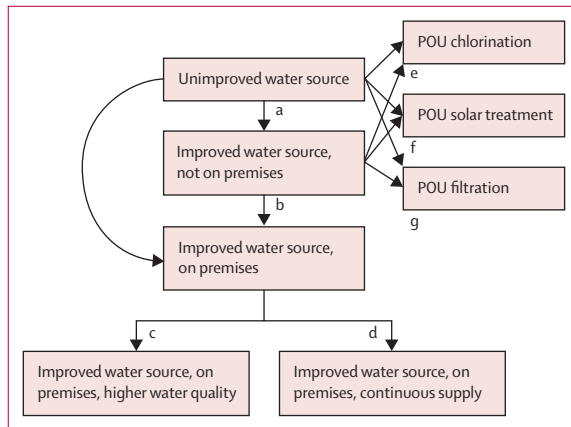 Unimproved water source
a
Improved water source,
not on premises
b
Improved water source,
on premises
c
d
Improved water source, on
premises, higher water quality
Improved water source, on
premises, continuous supply
POU chlorination
e
POU solar treatment
f
POU filtration
g